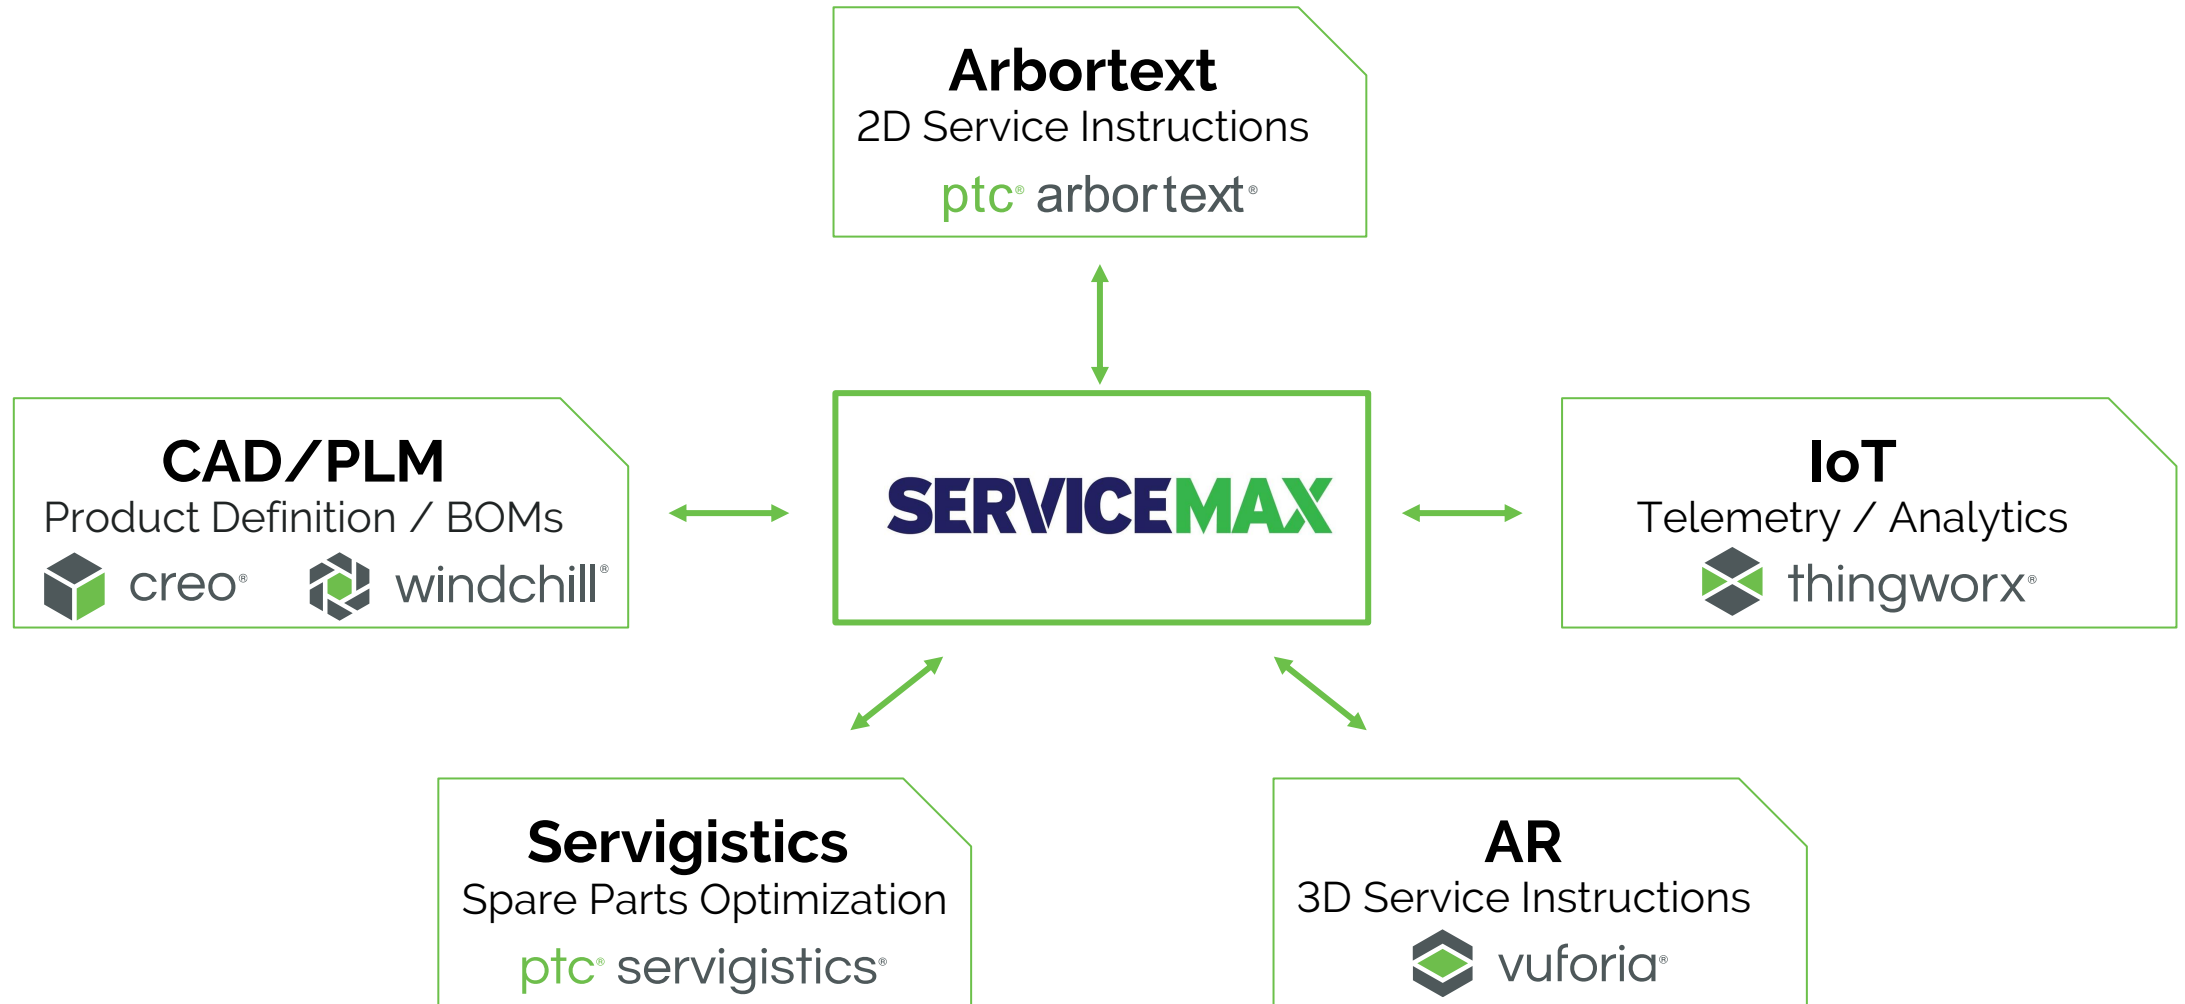 Arbortext
2D Service Instructions
ptc® arbortext®
CAD/PLM
Product Definition / BOMs
creo® windchill®
SERVICEMAX
IoT
Telemetry / Analytics
thingworx®
Servigistics
Spare Parts Optimization
ptc® servigistics®
AR
3D Service Instructions
vuforia®